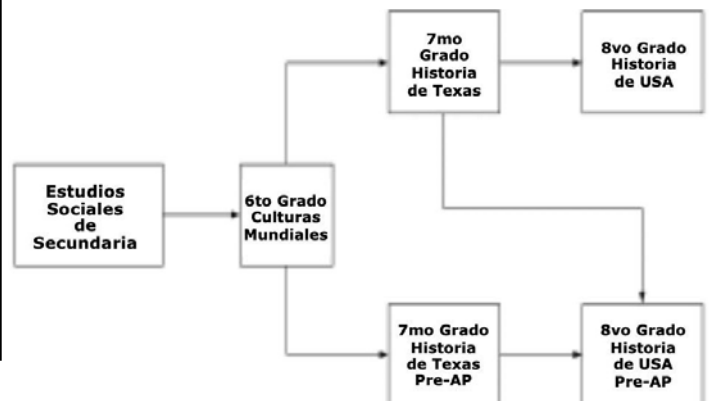 Estudios
Sociales
de
Secundaria
6to Grado
Culturas
Mundiales
7mo
Grado
Historia
de Texas
8vo Grado
Historia
de USA
7mo Grado
Historia
de Texas
Pre-AP
8vo Grado
Historia
de USA
Pre-AP